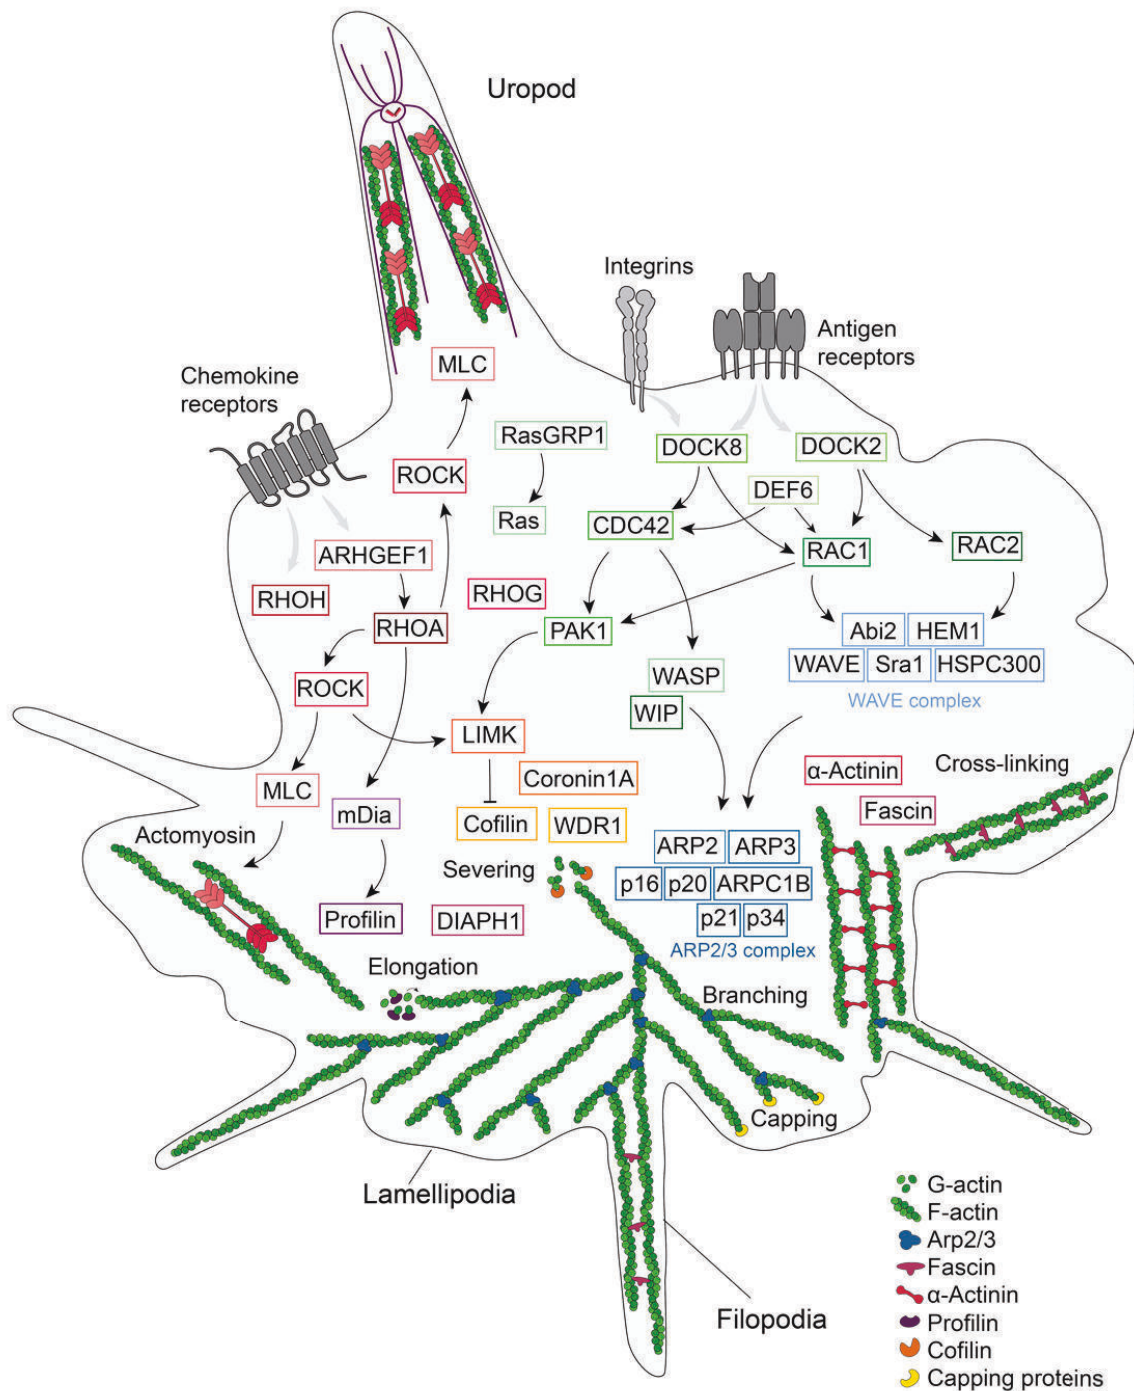 Uropod
Integrins
Antigen
receptors
Chemokine
receptors
MLC
RasGRP1
DOCK8
DOCK2
ROCK
DEF6
Ras
CDC42
ARHGEF1
RAC1
RAC2
RHOH
RHOG
RHOA
PAK1
Abi2
HEM1
WAVE
Sra1
HSPC300
WAVE complex
ROCK
WASP
WIP
LIMK
Coronin1A
α-Actinin
Cross-linking
MLC
mDia
Fascin
Actomyosin
Cofilin
WDR1
ARP2
ARP3
Severing
p16
p20
ARPC1B
Profilin
DIAPH1
p21
p34
ARP2/3 complex
Elongation
Branching
Capping
Lamellipodia
Filopodia
G-actin
F-actin
Arp2/3
Fascin
α-Actinin
Profilin
Cofilin
Capping proteins